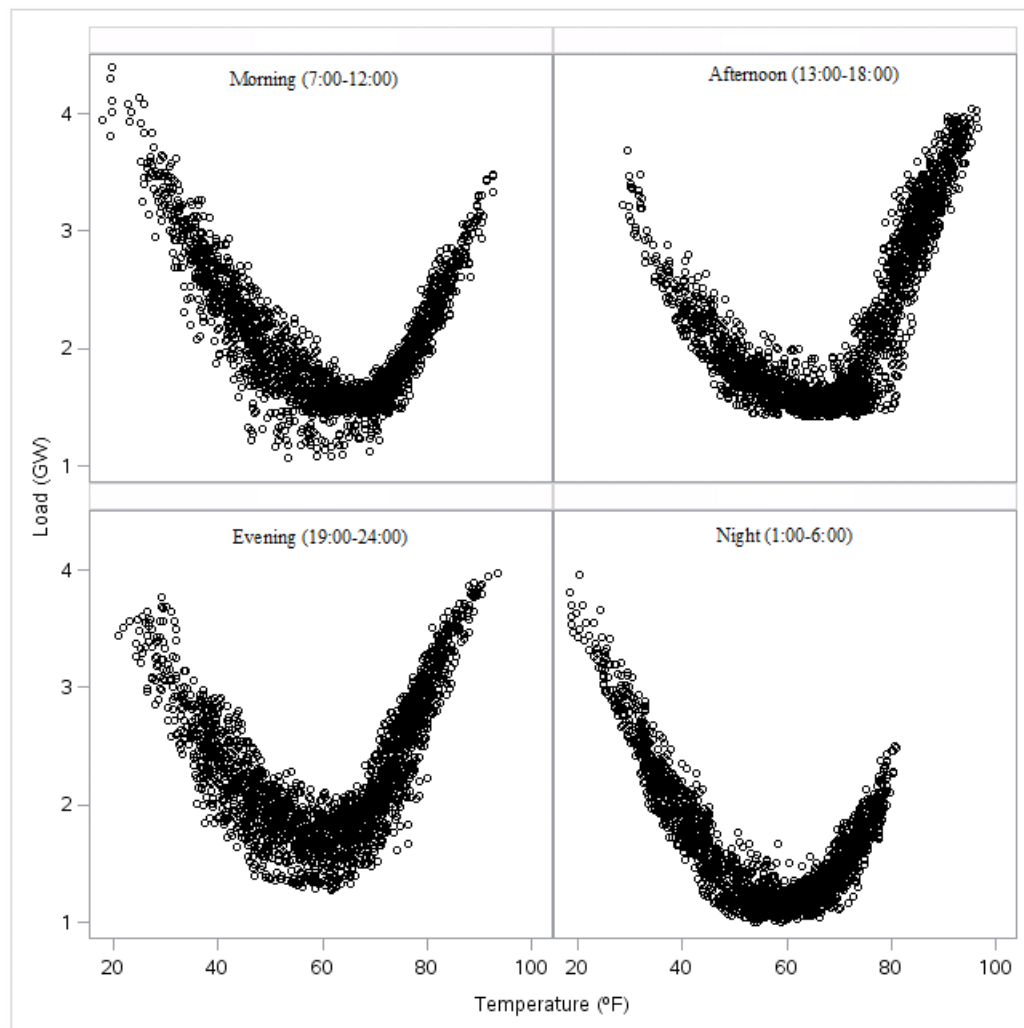 Morning (7:00-12:00)
Afternoon (13:00-18:00)
4
3
2
1
Evening (19:00-24:00)
Night (1:00-6:00)
4
3
2
1
Load (GW)
20 40 60 80 100 20 40 60 80 100
Temperature (ºF)